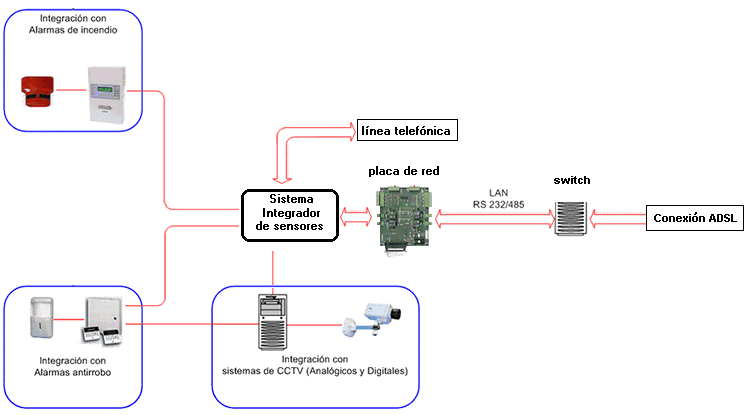 Integración con
Alarmas de incendio
línea telefónica
placa de red
switch
LAN
RS 232/485
Sistema
Integrador
de sensores
Conexión ADSL
Integración con
Alarmas antirrobo
Integración con
sistemas de CCTV (Analógicos y Digitales)